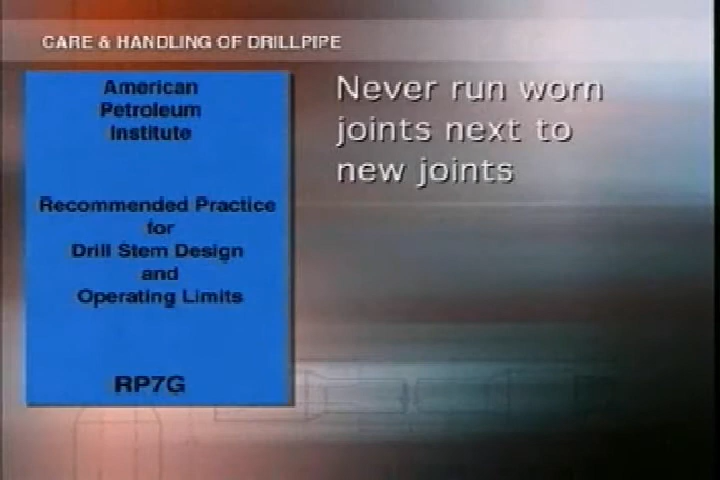 CARE & HANDLING OF DRILLPIPE
American
Petroleum
Institute
Recommended Practice
for
Drill Stem Design
and
Operating Limits
RP7G
Never run worn
joints next to
new joints